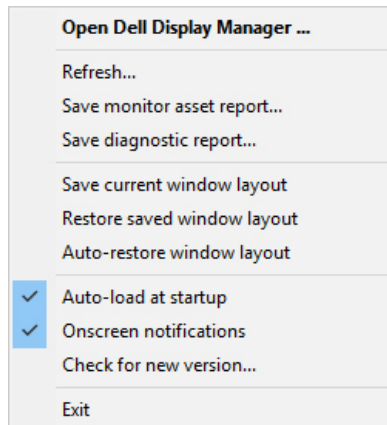 Open Dell Display Manager ...
Refresh...
Save monitor asset report...
Save diagnostic report...
Save current window layout
Restore saved window layout
Auto-restore window layout
Auto-load at startup
Onscreen notifications
Check for new version...
Exit